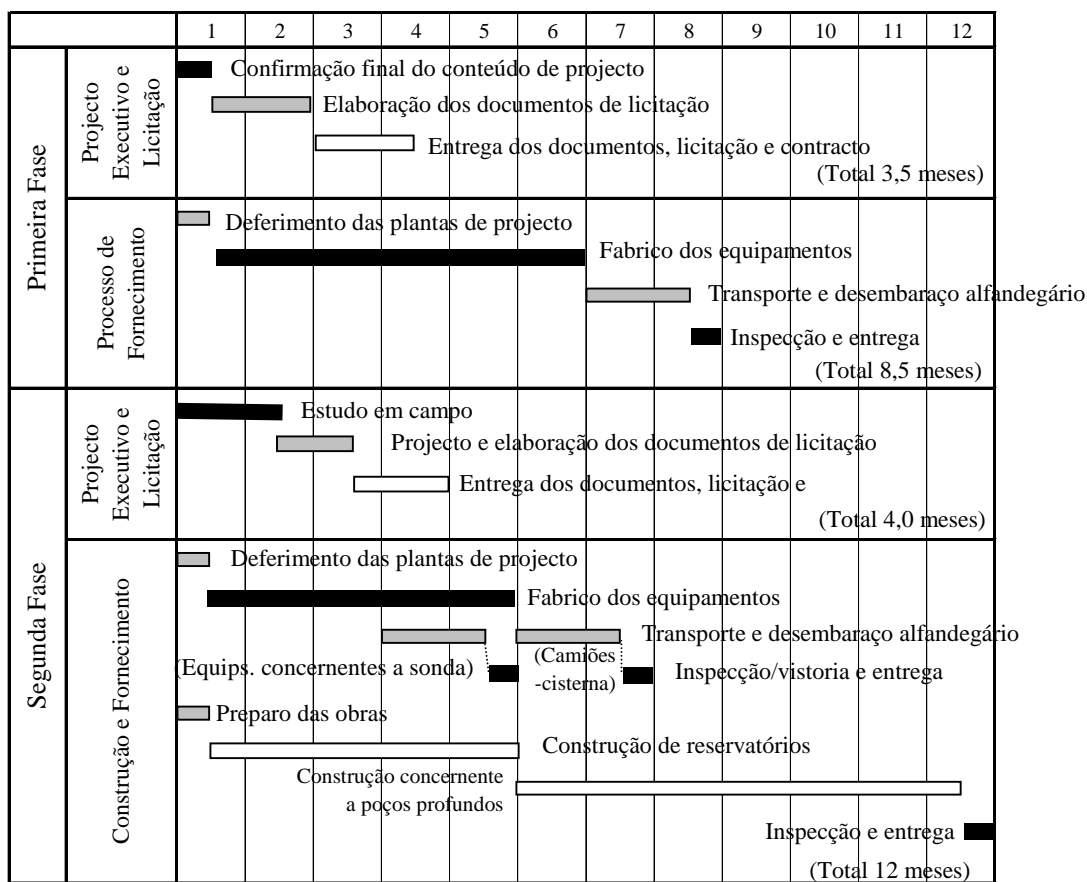 1 2 3 4 5 6 7 8 9 10 11 12
Primeira Fase
Projecto
Executivo e
Licitação
Confirmação final do conteúdo de projecto
Elaboração dos documentos de licitação
Entrega dos documentos, licitação e contracto
(Total 3,5 meses)
Processo de
Fornecimento
Deferimento das plantas de projecto
Fabrico dos equipamentos
Transporte e desembaraço alfandegário
Inspecção e entrega
(Total 8,5 meses)
Segunda Fase
Projecto
Executivo e
Licitação
Estudo em campo
Projecto e elaboração dos documentos de licitação
Entrega dos documentos, licitação e
(Total 4,0 meses)
Construção e Fornecimento
Deferimento das plantas de projecto
Fabrico dos equipamentos
Transporte e desembaraço alfandegário
(Equips. concernentes a sonda)
(Camiões
-cisterna)
Inspecção/vistoria e entrega
Preparo das obras
Construção de reservatórios
Construção concernente
a poços profundos
Inspecção e entrega
(Total 12 meses)